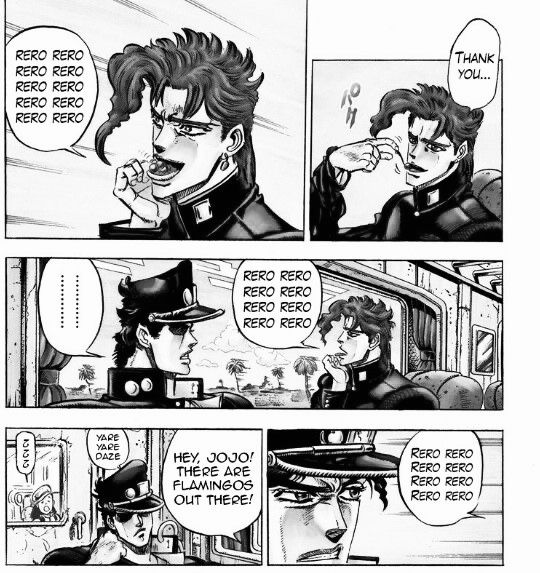 THANK
YOU...
RERO RERO
RERO RERO
RERO RERO
RERO RERO
RERO RERO
RERO RERO
RERO RERO
RERO RERO
RERO RERO
............
RERO RERO
RERO RERO
RERO RERO
RERO RERO
HEY, JOJO!
THERE ARE
FLAMINGOS
OUT THERE!
YARE
YARE
DAZE